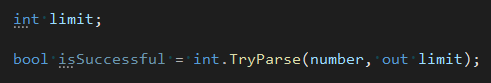 int limit;
bool isSuccessful = int.TryParse(number, out limit);